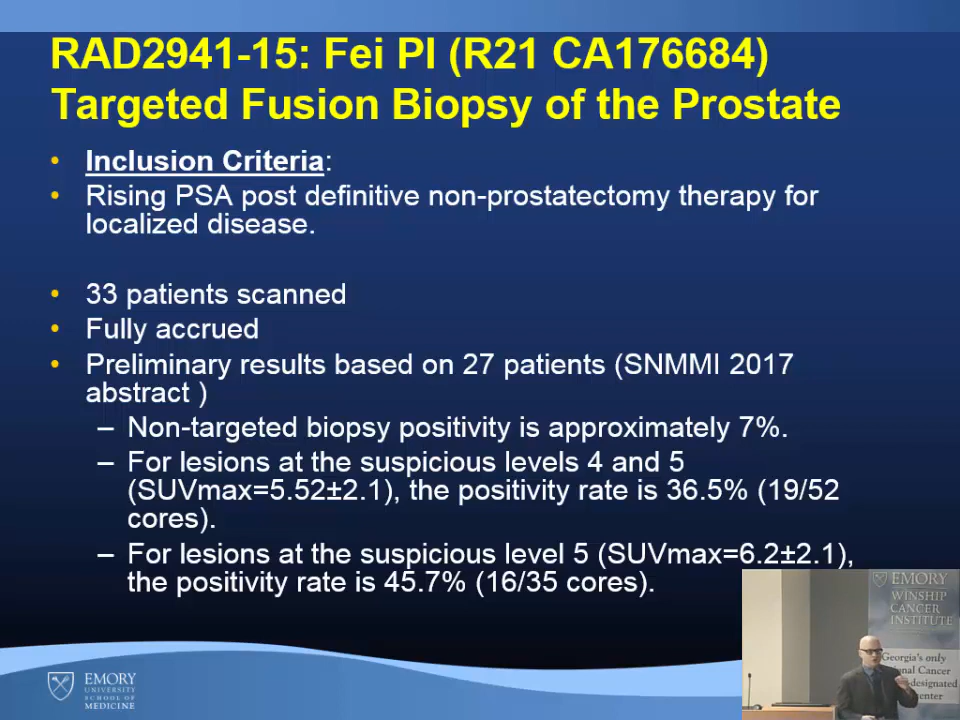 RAD2941-15: Fei PI (R21 CA176684)
Targeted Fusion Biopsy of the Prostate
• Inclusion Criteria:
• Rising PSA post definitive non-prostatectomy therapy for
localized disease.
• 33 patients scanned
• Fully accrued
• Preliminary results based on 27 patients (SNMMI 2017
abstract )
– Non-targeted biopsy positivity is approximately 7%.
– For lesions at the suspicious levels 4 and 5
(SUVmax=5.52±2.1), the positivity rate is 36.5% (19/52
cores).
– For lesions at the suspicious level 5 (SUVmax=6.2±2.1),
the positivity rate is 45.7% (16/35 cores).
EMORY
WINSHIP
CANCER
INSTITUTE
Georgia's only
Cancer
-designated
EMORY
UNIVERSITY
SCHOOL OF
MEDICINE